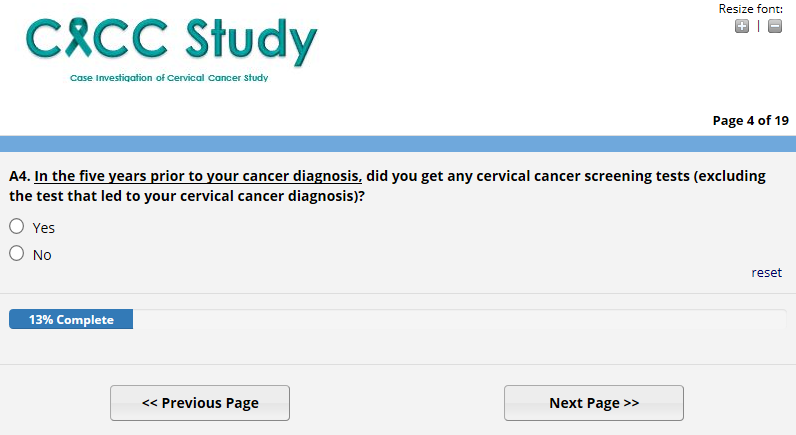 Resize font:
+ | −
CICC Study
Case Investigation of Cervical Cancer Study
Page 4 of 19
A4. In the five years prior to your cancer diagnosis, did you get any cervical cancer screening tests (excluding
the test that led to your cervical cancer diagnosis)?
Yes
No
reset
13% Complete
<< Previous Page
Next Page >>